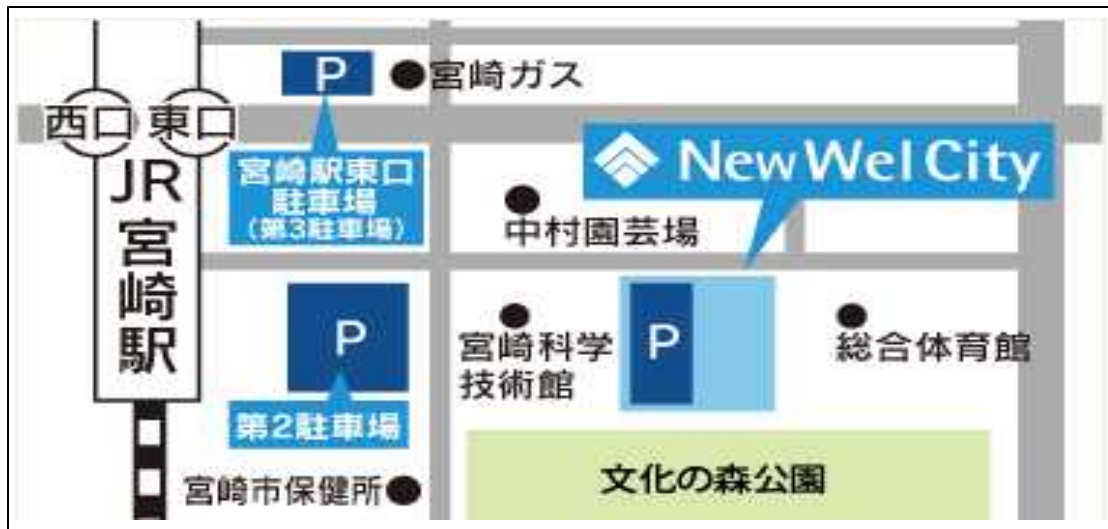 P
宮崎ガス
西口
東口
宮崎駅東口
駐車場
(第3駐車場)
New Wel City
JR
宮崎駅
中村園芸場
P
宮崎科学
技術館
P
総合体育館
第2駐車場
宮崎市保健所
文化の森公園